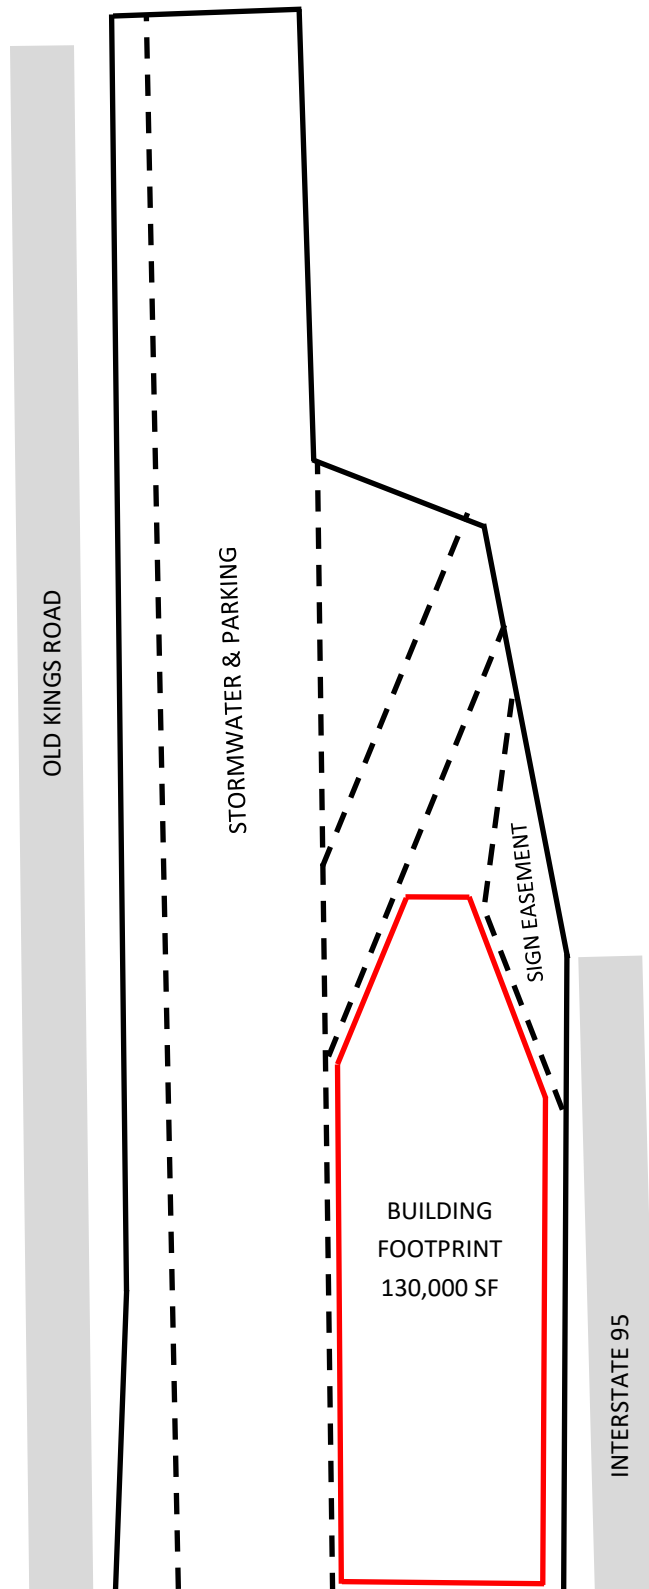 OLD KINGS ROAD
STORMWATER & PARKING
SIGN EASEMENT
BUILDING
FOOTPRINT
130,000 SF
INTERSTATE 95